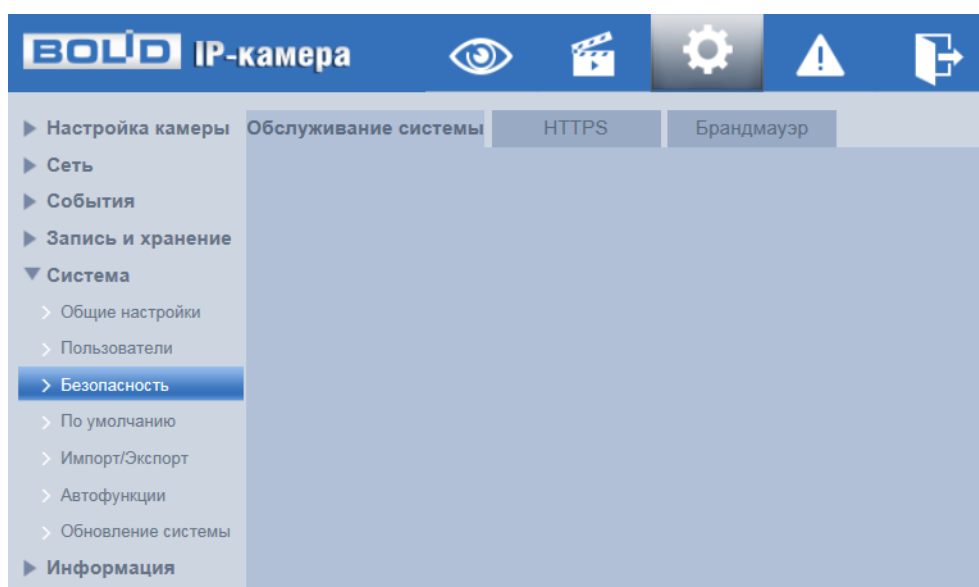 BOLID IP-камера
Обслуживание системы HTTPS Брандмауэр
Настройка камеры
Сеть
События
Запись и хранение
Система
Общие настройки
Пользователи
Безопасность
По умолчанию
Импорт/Экспорт
Автофункции
Обновление системы
Информация